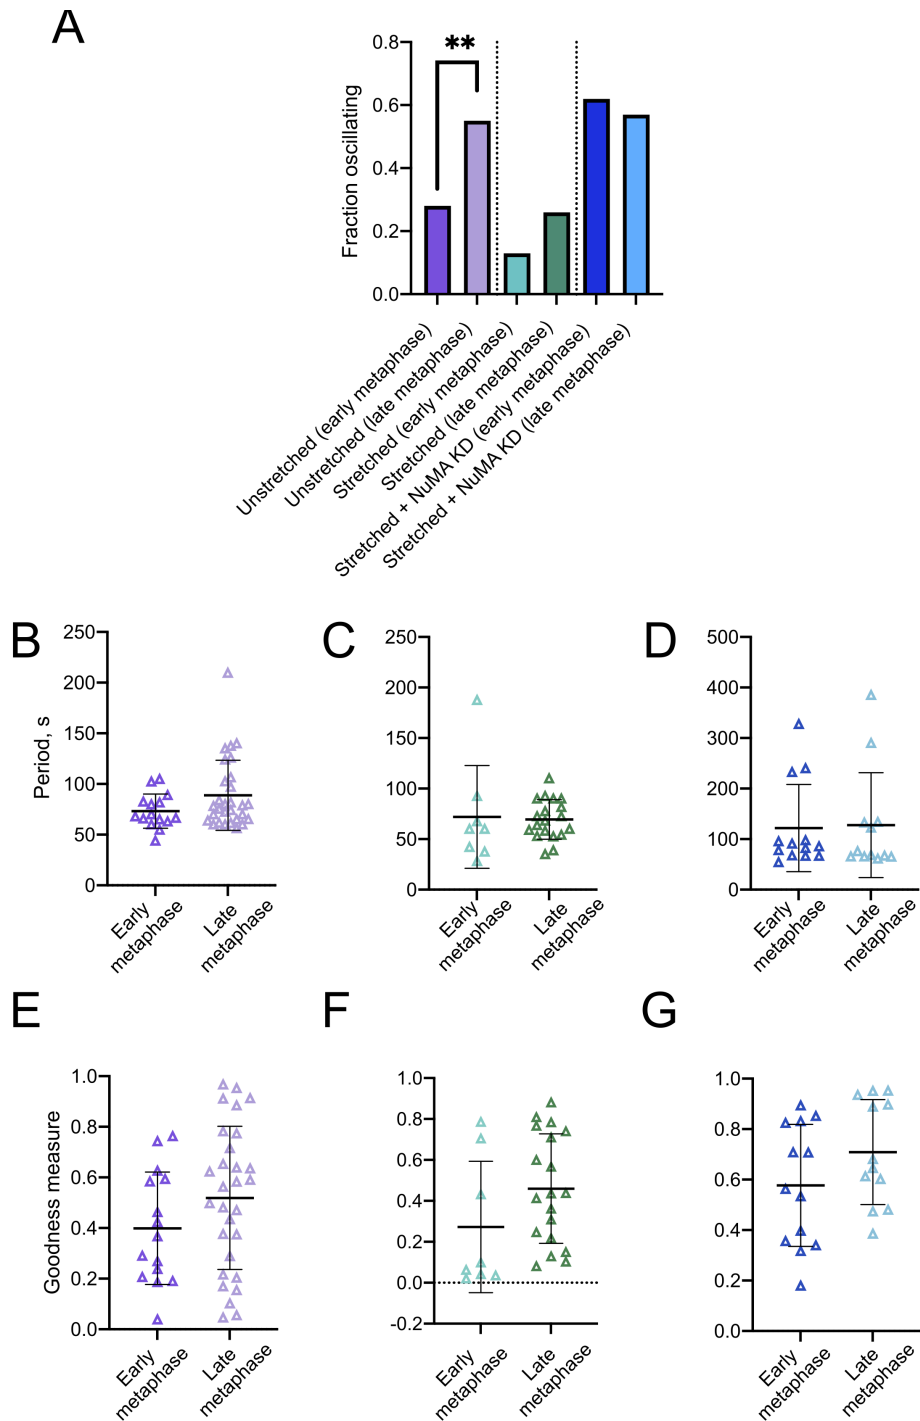 A
**
Fraction oscillating
0.8
0.6
0.4
0.2
0.0
Unstretched (early metaphase)
Unstretched (late metaphase)
Stretched (early metaphase)
Stretched (late metaphase)
Stretched + NuMA KD (early metaphase)
Stretched + NuMA KD (late metaphase)
B
Period, s
250
200
150
100
50
0
Early
metaphase
Late
metaphase
C
250
200
150
100
50
0
Early
metaphase
Late
metaphase
D
500
400
300
200
100
0
Early
metaphase
Late
metaphase
E
Goodness measure
1.0
0.8
0.6
0.4
0.2
0.0
Early
metaphase
Late
metaphase
F
1.0
0.8
0.6
0.4
0.2
0.0
-0.2
Early
metaphase
Late
metaphase
G
1.0
0.8
0.6
0.4
0.2
0.0
Early
metaphase
Late
metaphase